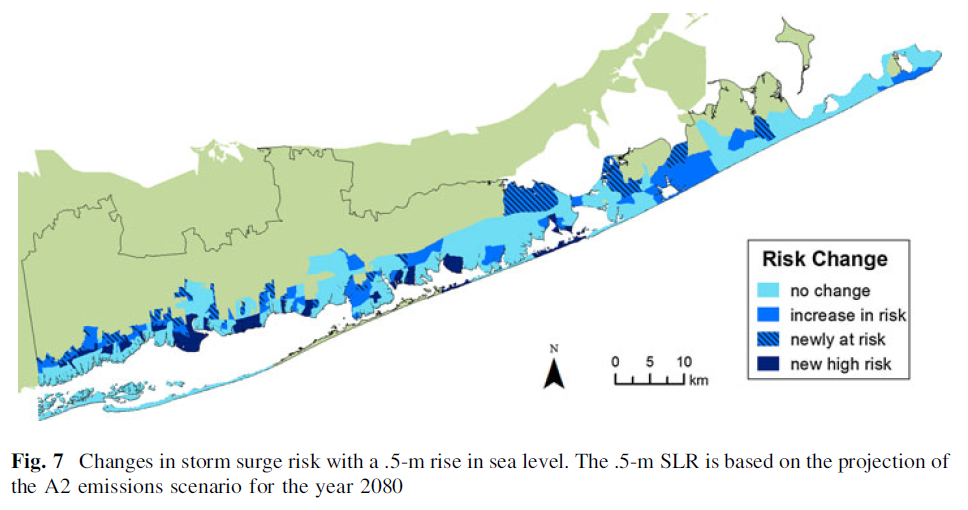 Risk Change
no change
increase in risk
newly at risk
new high risk
N
0 5 10
km
Fig. 7 Changes in storm surge risk with a .5-m rise in sea level. The .5-m SLR is based on the projection of
the A2 emissions scenario for the year 2080